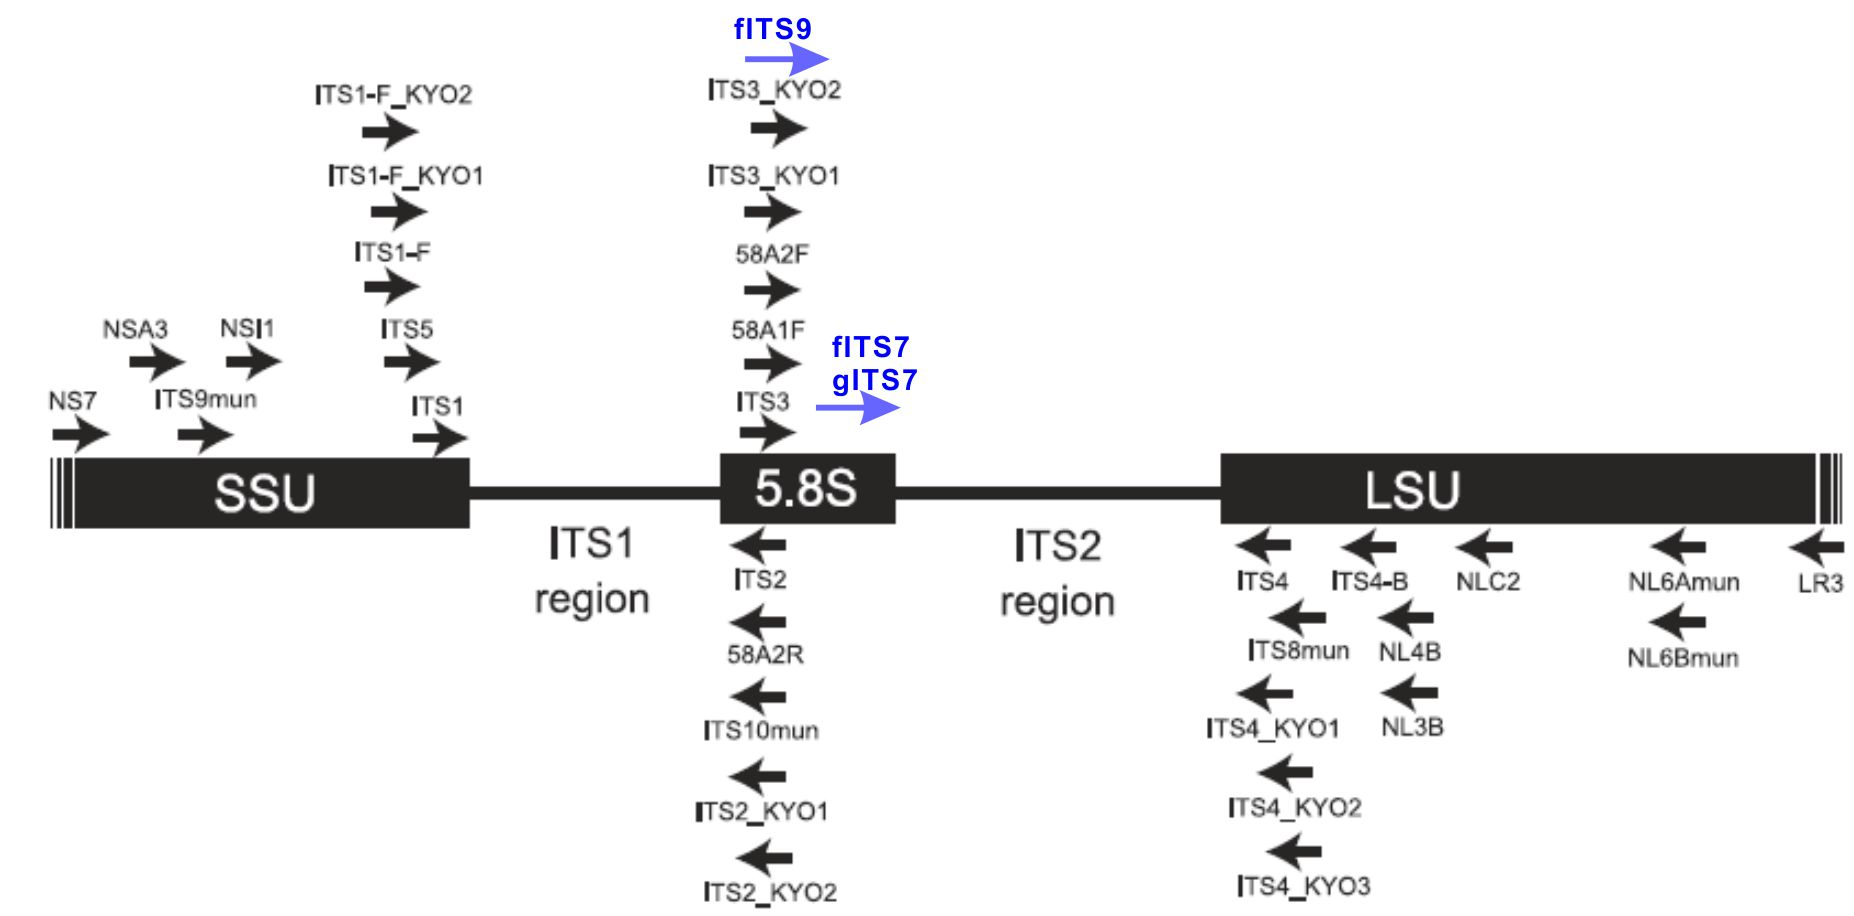 fITS9
ITS1-F_KYO2
ITS3_KYO2
ITS1-F_KYO1
ITS3_KYO1
ITS1-F
58A2F
NSA3
NSI1
ITS5
58A1F
fITS7
gITS7
NS7
ITS9mun
ITS1
ITS3
SSU
5.8S
LSU
ITS1
region
ITS2
region
ITS2
ITS4
ITS4-B
NLC2
NL6Amun
LR3
58A2R
ITS8mun
NL4B
NL6Bmun
ITS10mun
ITS4_KYO1
NL3B
ITS2_KYO1
ITS4_KYO2
ITS2_KYO2
ITS4_KYO3